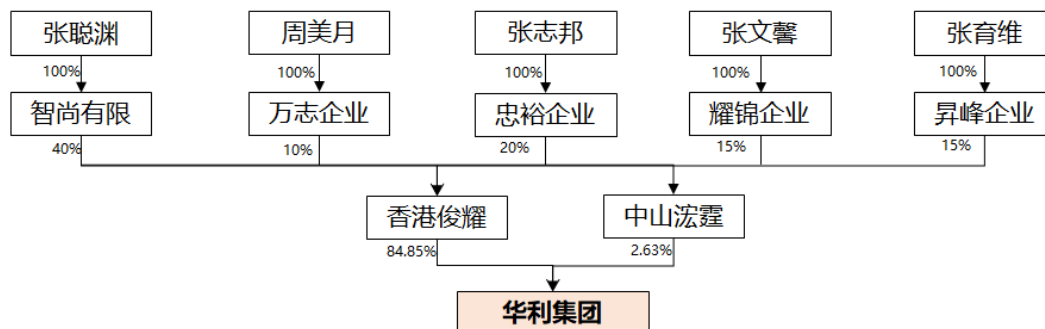 张聪渊 周美月 张志邦 张文馨 张育维
100% 100% 100% 100% 100%
智尚有限 万志企业 忠裕企业 耀锦企业 昇峰企业
40% 10% 20% 15% 15%
香港俊耀 中山浤霆
84.85% 2.63%
华利集团